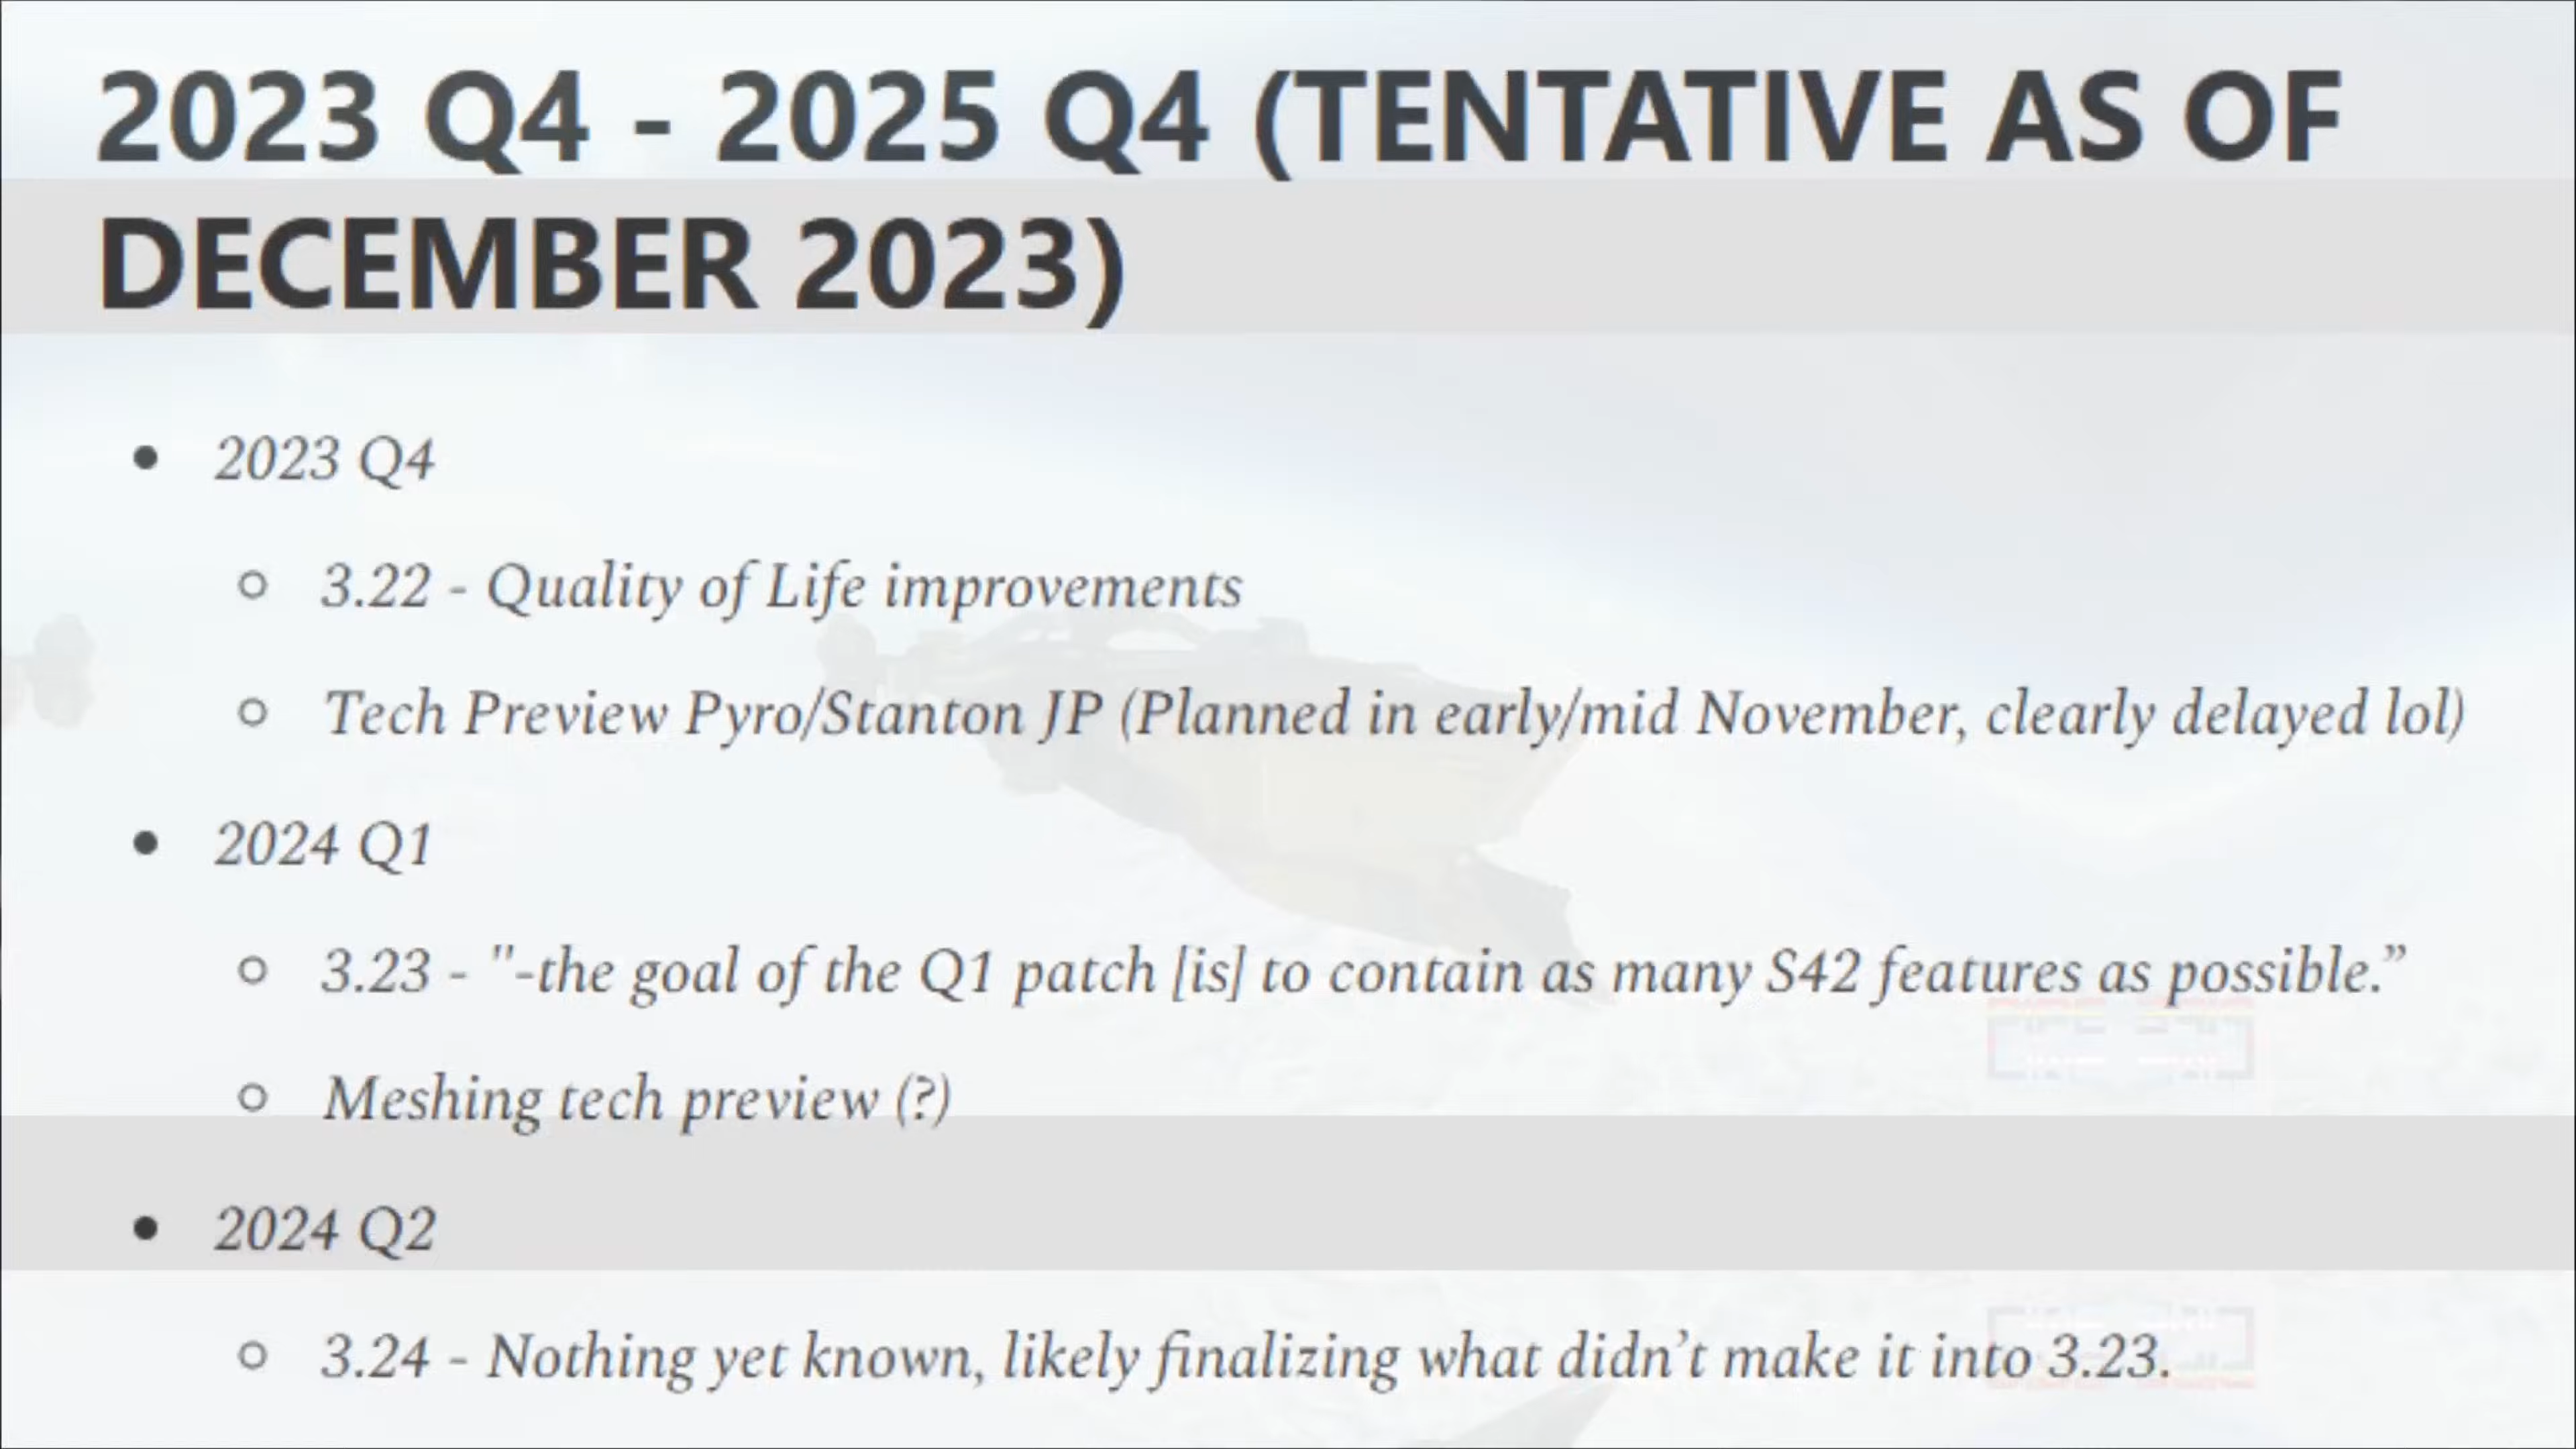 2023 Q4 - 2025 Q4 (TENTATIVE AS OF
DECEMBER 2023)
2023 Q4
3.22 - Quality of Life improvements
Tech Preview Pyro/Stanton JP (Planned in early/mid November, clearly delayed lol)
2024 Q1
3.23 - "-the goal of the Q1 patch [is] to contain as many S42 features as possible.”
Meshing tech preview (?)
2024 Q2
3.24 - Nothing yet known, likely finalizing what didn’t make it into 3.23.